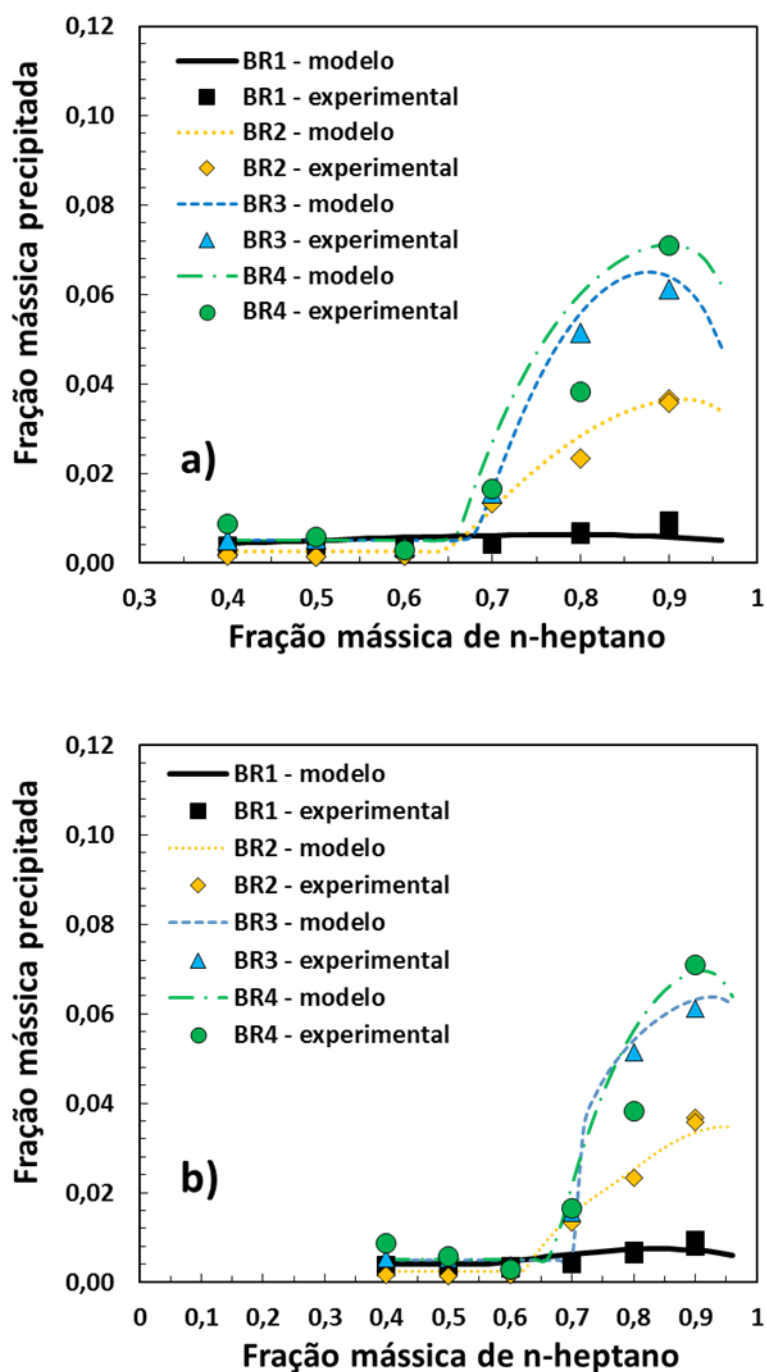 0,12
0,10
0,08
0,06
0,04
0,02
0,00
Fração mássica precipitada
BR1 - modelo
BR1 - experimental
BR2 - modelo
BR2 - experimental
BR3 - modelo
BR3 - experimental
BR4 - modelo
BR4 - experimental
a)
0,3 0,4 0,5 0,6 0,7 0,8 0,9 1
Fração mássica de n-heptano
0,12
0,10
0,08
0,06
0,04
0,02
0,00
Fração mássica precipitada
BR1 - modelo
BR1 - experimental
BR2 - modelo
BR2 - experimental
BR3 - modelo
BR3 - experimental
BR4 - modelo
BR4 - experimental
b)
0 0,1 0,2 0,3 0,4 0,5 0,6 0,7 0,8 0,9 1
Fração mássica de n-heptano